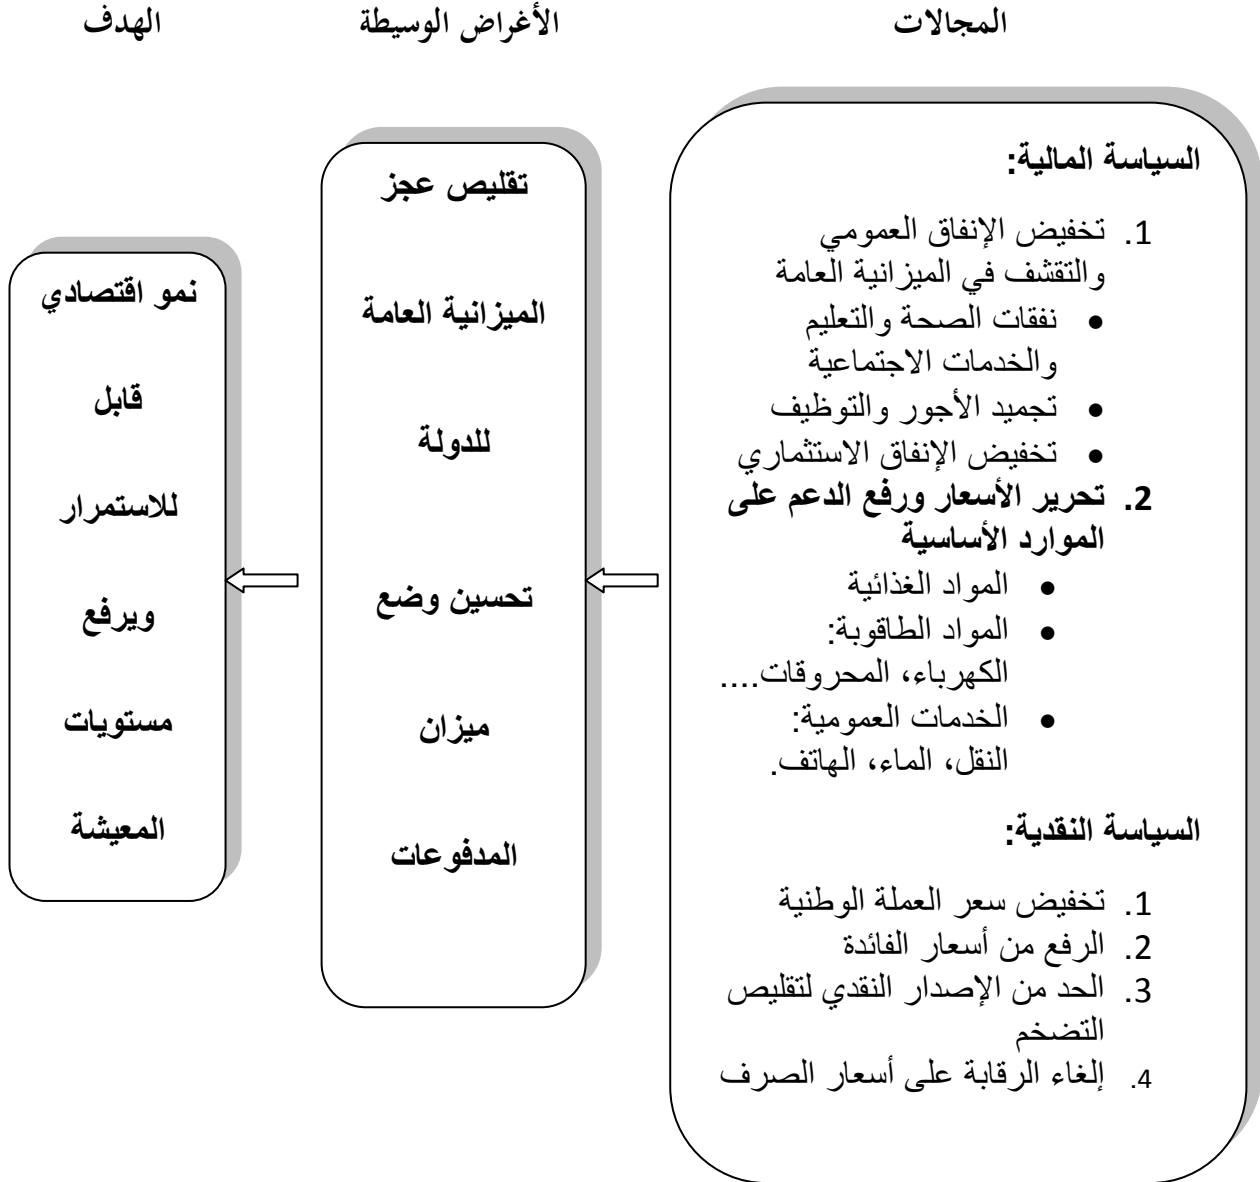 المجالات
الأغراض الوسيطة
الهدف
السياسة المالية:
1. تخفيض الإنفاق العمومي
والتقشف في الميزانية العامة
• نفقات الصحة والتعليم
والخدمات الاجتماعية
• تجميد الأجور والتوظيف
• تخفيض الإنفاق الاستثماري
2. تحرير الأسعار ورفع الدعم على
الموارد الأساسية
• المواد الغذائية
• المواد الطاقوبة:
الكهرباء، المحروقات....
• الخدمات العمومية:
النقل، الماء، الهاتف.
السياسة النقدية:
1. تخفيض سعر العملة الوطنية
2. الرفع من أسعار الفائدة
3. الحد من الإصدار النقدي لتقليص
التضخم
4. إلغاء الرقابة على أسعار الصرف
تقليص عجز
الميزانية العامة
للدولة
تحسين وضع
ميزان
المدفوعات
نمو اقتصادي
قابل
للاستمرار
ويرفع
مستويات
المعيشة